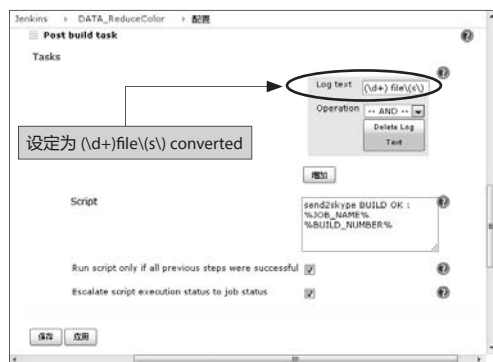 Jenkins › DATA_ReduceColor › 配置
Post build task
Tasks
Log text (\d+) file\(s\)
Operation -- AND --
Delete Log Text
设定为 (\d+)file\(s\) converted
增加
Script
send2skype BUILD OK :
%JOB_NAME%
%BUILD_NUMBER%
Run script only if all previous steps were successful
Escalate script execution status to job status
保存 应用